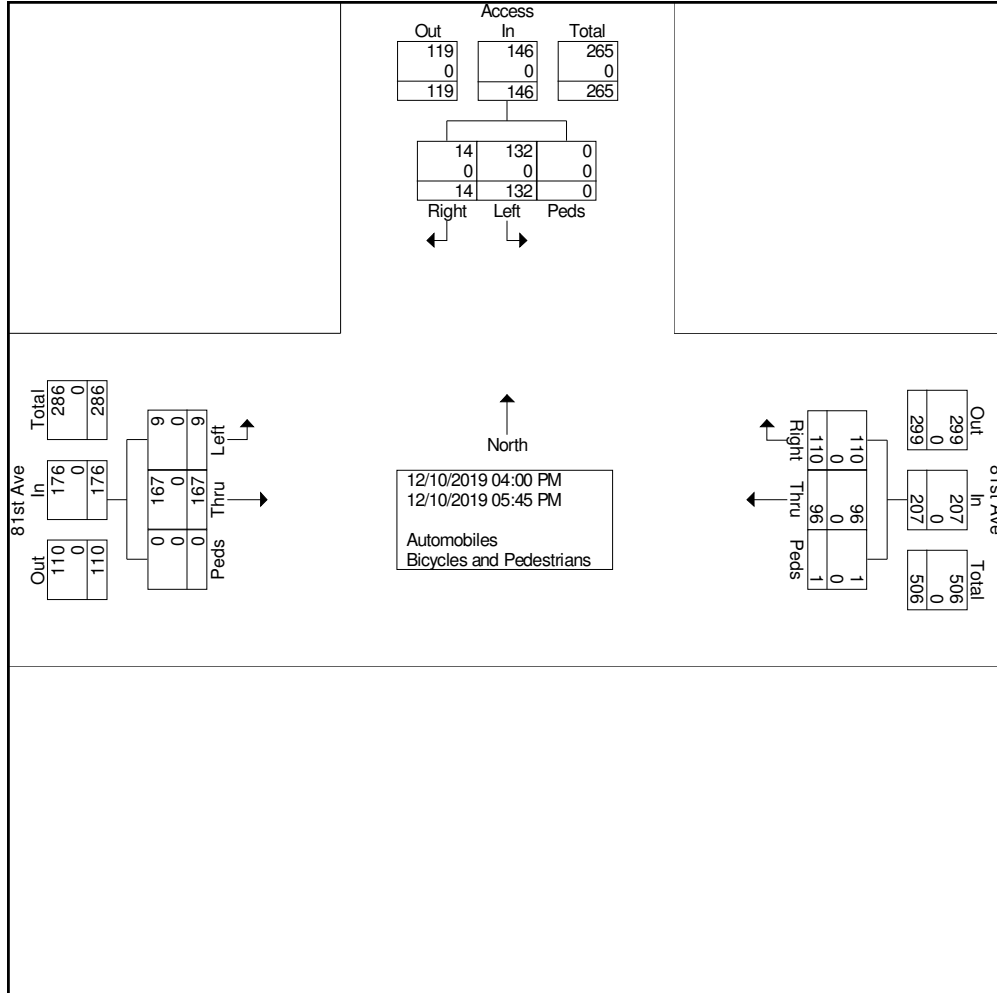 Access
Out In Total
119 146 265
0 0 0
119 146 265
14 132 0
0 0 0
14 132 0
Right Left Peds
81st Ave
Total In Out
286 176 110
0 0 0
286 176 110
9 167 0
0 0 0
9 167 0
Left Thru Peds
North
12/10/2019 04:00 PM
12/10/2019 05:45 PM
Automobiles
Bicycles and Pedestrians
Right Thru Peds
110 96 1
0 0 0
110 96 1
299 207 506
0 0 0
299 207 506
Out In Total
81st Ave